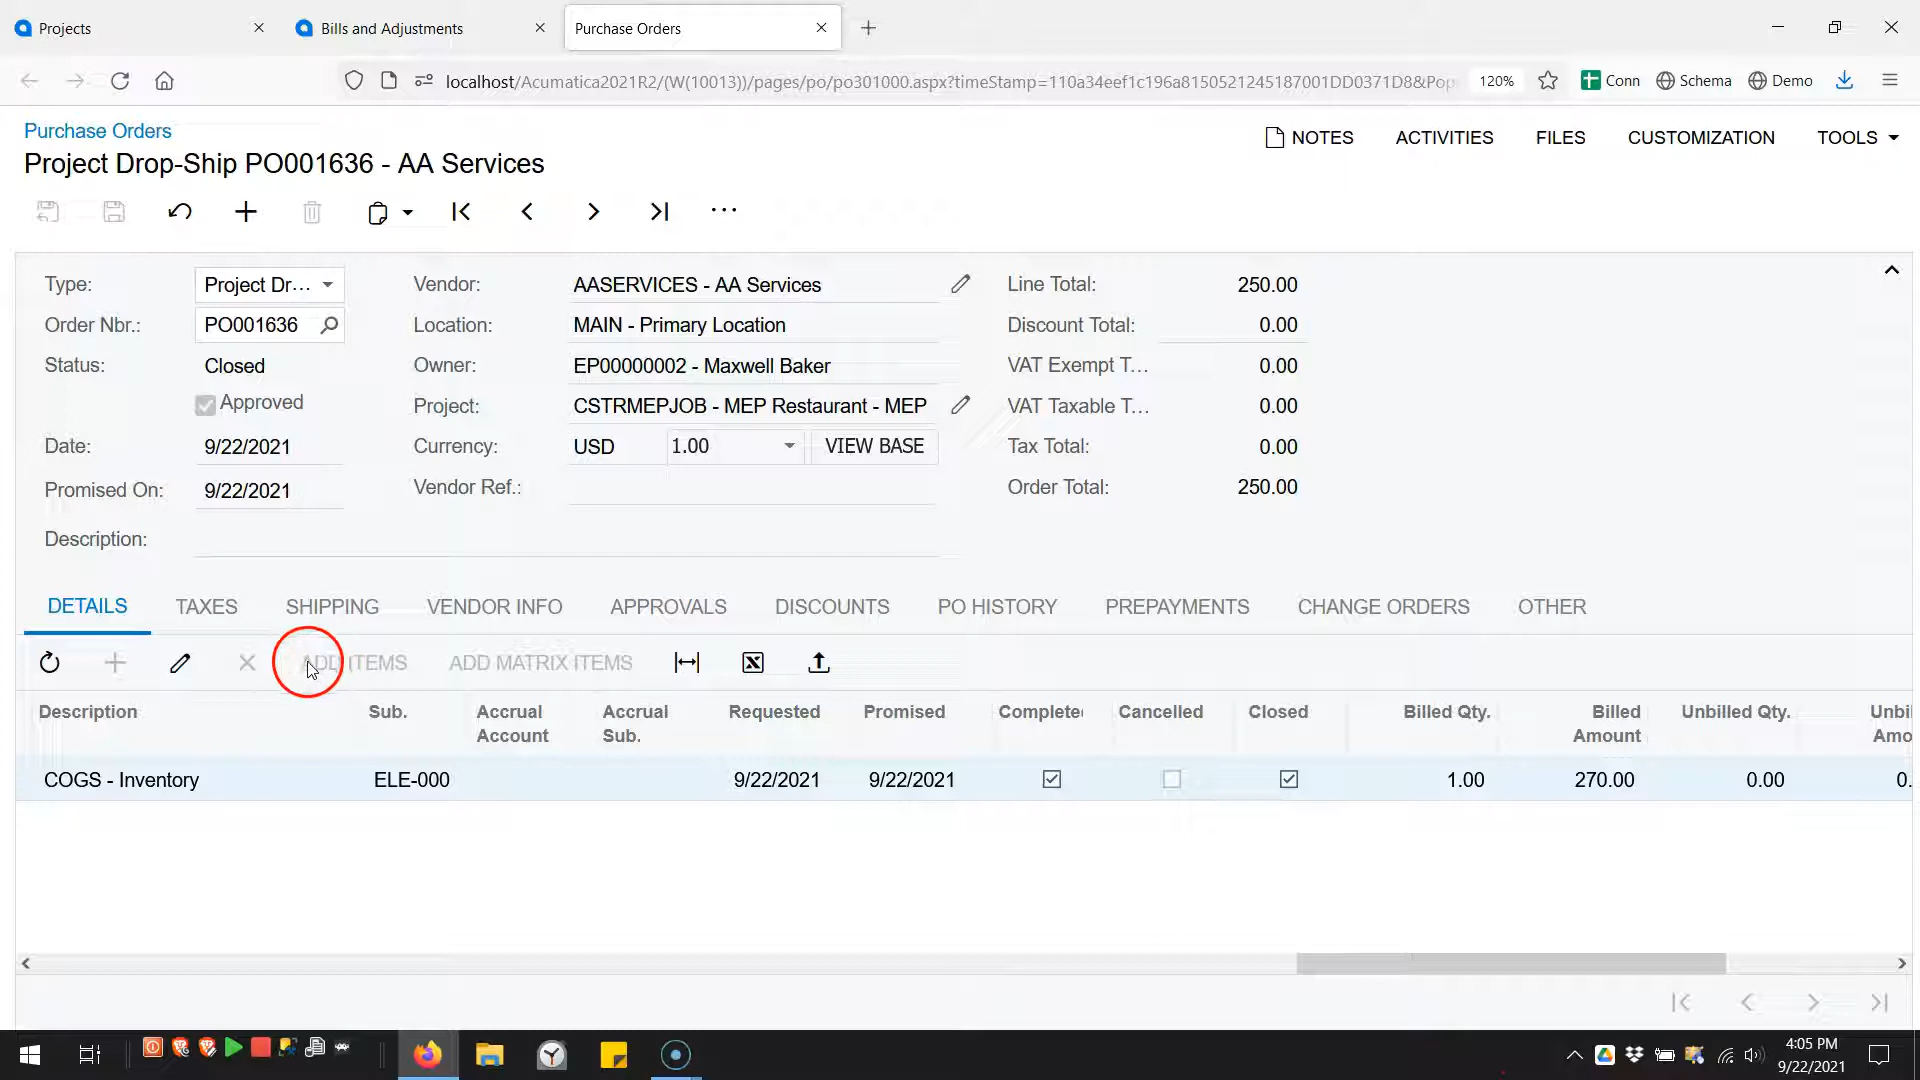 Projects
Bills and Adjustments
Purchase Orders
localhost/Acumatica2021R2/(W(10013))/pages/po/po301000.aspx?timeStamp=110a34eef1c196a8150521245187001DD0371D8&Pop
120%
Conn
Schema
Demo
Purchase Orders
Project Drop-Ship PO001636 - AA Services
NOTES
ACTIVITIES
FILES
CUSTOMIZATION
TOOLS
Type: Project Dr...
Order Nbr.: PO001636
Status: Closed
Approved
Date: 9/22/2021
Promised On: 9/22/2021
Description:
Vendor: AASERVICES - AA Services
Location: MAIN - Primary Location
Owner: EP00000002 - Maxwell Baker
Project: CSTRMEPJOB - MEP Restaurant - MEP
Currency: USD 1.00 VIEW BASE
Vendor Ref.:
Line Total: 250.00
Discount Total: 0.00
VAT Exempt T... 0.00
VAT Taxable T... 0.00
Tax Total: 0.00
Order Total: 250.00
DETAILS TAXES SHIPPING VENDOR INFO APPROVALS DISCOUNTS PO HISTORY PREPAYMENTS CHANGE ORDERS OTHER
ADD ITEMS ADD MATRIX ITEMS
Description
Sub.
Accrual Account
Accrual Sub.
Requested
Promised
Complete
Cancelled
Closed
Billed Qty.
Billed Amount
Unbilled Qty.
Unbi
Amo
COGS - Inventory ELE-000 9/22/2021 9/22/2021 1.00 270.00 0.00 0.
4:05 PM
9/22/2021